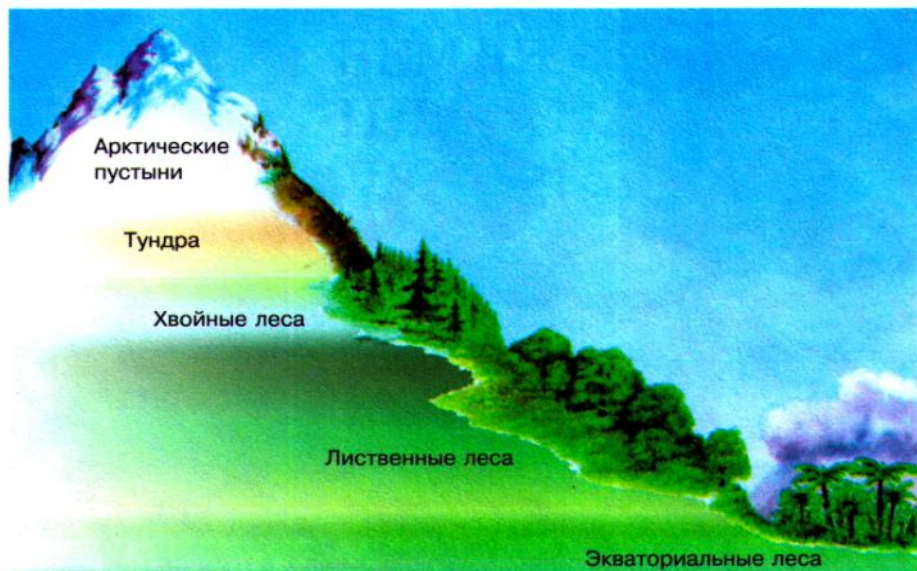 Арктические
пустыни
Тундра
Хвойные леса
Лиственные леса
Экваториальные леса